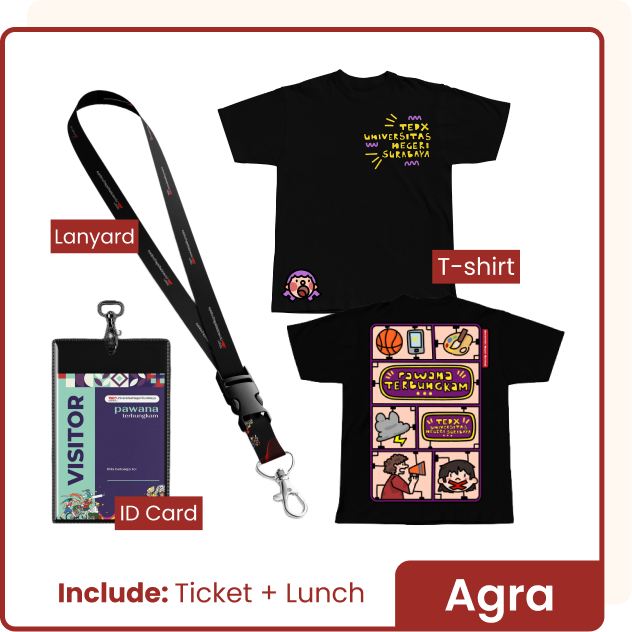 TEDX
UNIVERSITAS
NEGERI
SURABAYA
Lanyard
T-shirt
VISITOR
pawana
terbungkam
ID Card
PAWANA
TERBUNGKAM
TEDX
UNIVERSITAS
NEGERI SURABAYA
Include: Ticket + Lunch
Agra